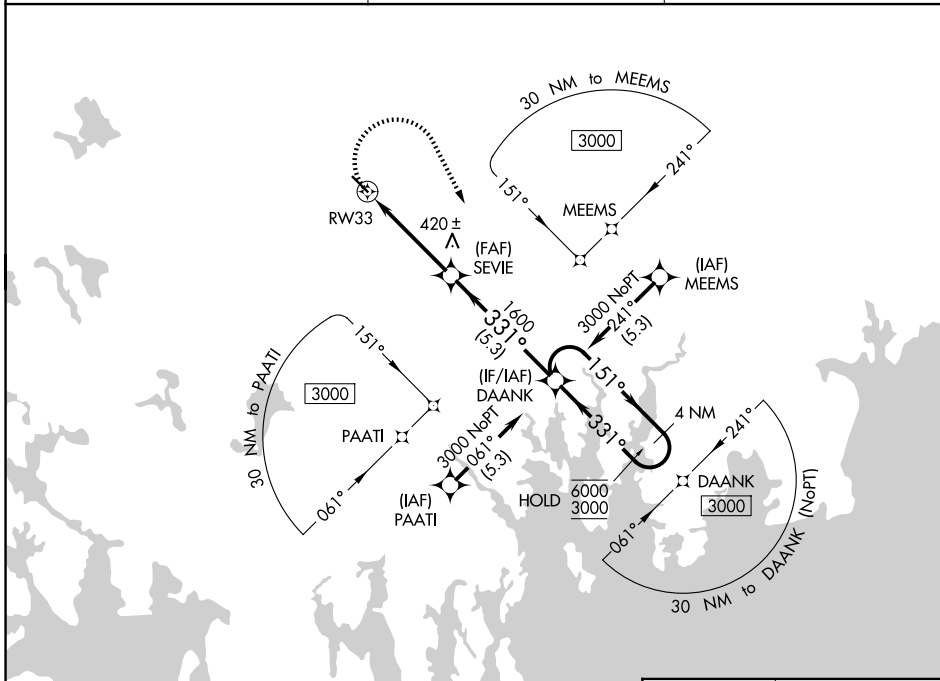 30 NM to MEEMS
3000
151°
241°
MEEMS
RW33
420 ±
(FAF)
SEVIE
(IAF)
MEEMS
1600
331°
(5.3)
3000 NoPT
241°
(5.3)
30 NM to PAATI
151°
3000
PAATI
061°
(IF/IAF)
DAANK
151°
4 NM
331°
3000 NoPT
061°
(5.3)
(IAF)
PAATI
HOLD
6000
3000
241°
DAANK
3000
061°
30 NM to DAANK (NoPT)